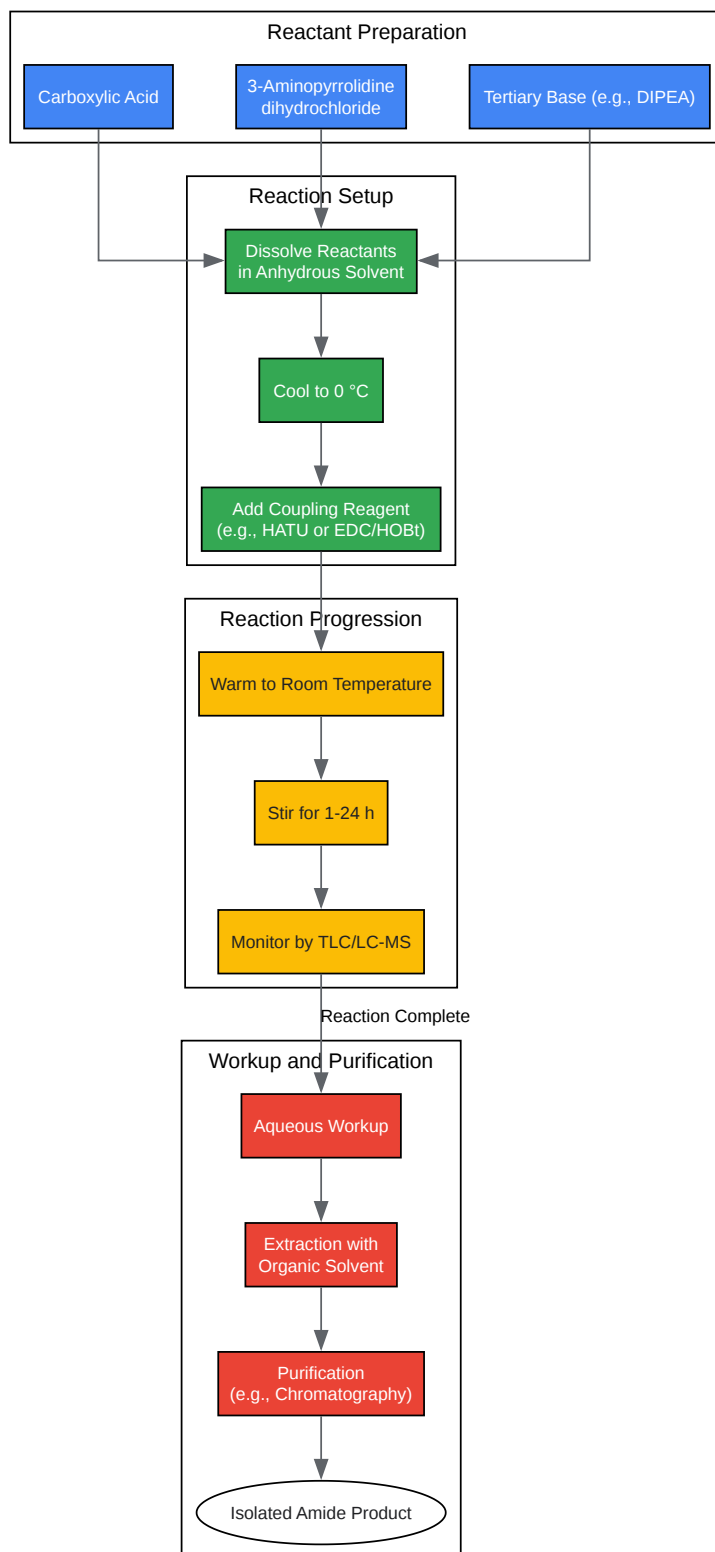 Reactant Preparation
Carboxylic Acid
3-Aminopyrrolidine
dihydrochloride
Tertiary Base (e.g., DIPEA)
Reaction Setup
Dissolve Reactants
in Anhydrous Solvent
Cool to 0 °C
Add Coupling Reagent
(e.g., HATU or EDC/HOBt)
Reaction Progression
Warm to Room Temperature
Stir for 1-24 h
Monitor by TLC/LC-MS
Reaction Complete
Workup and Purification
Aqueous Workup
Extraction with
Organic Solvent
Purification
(e.g., Chromatography)
Isolated Amide Product